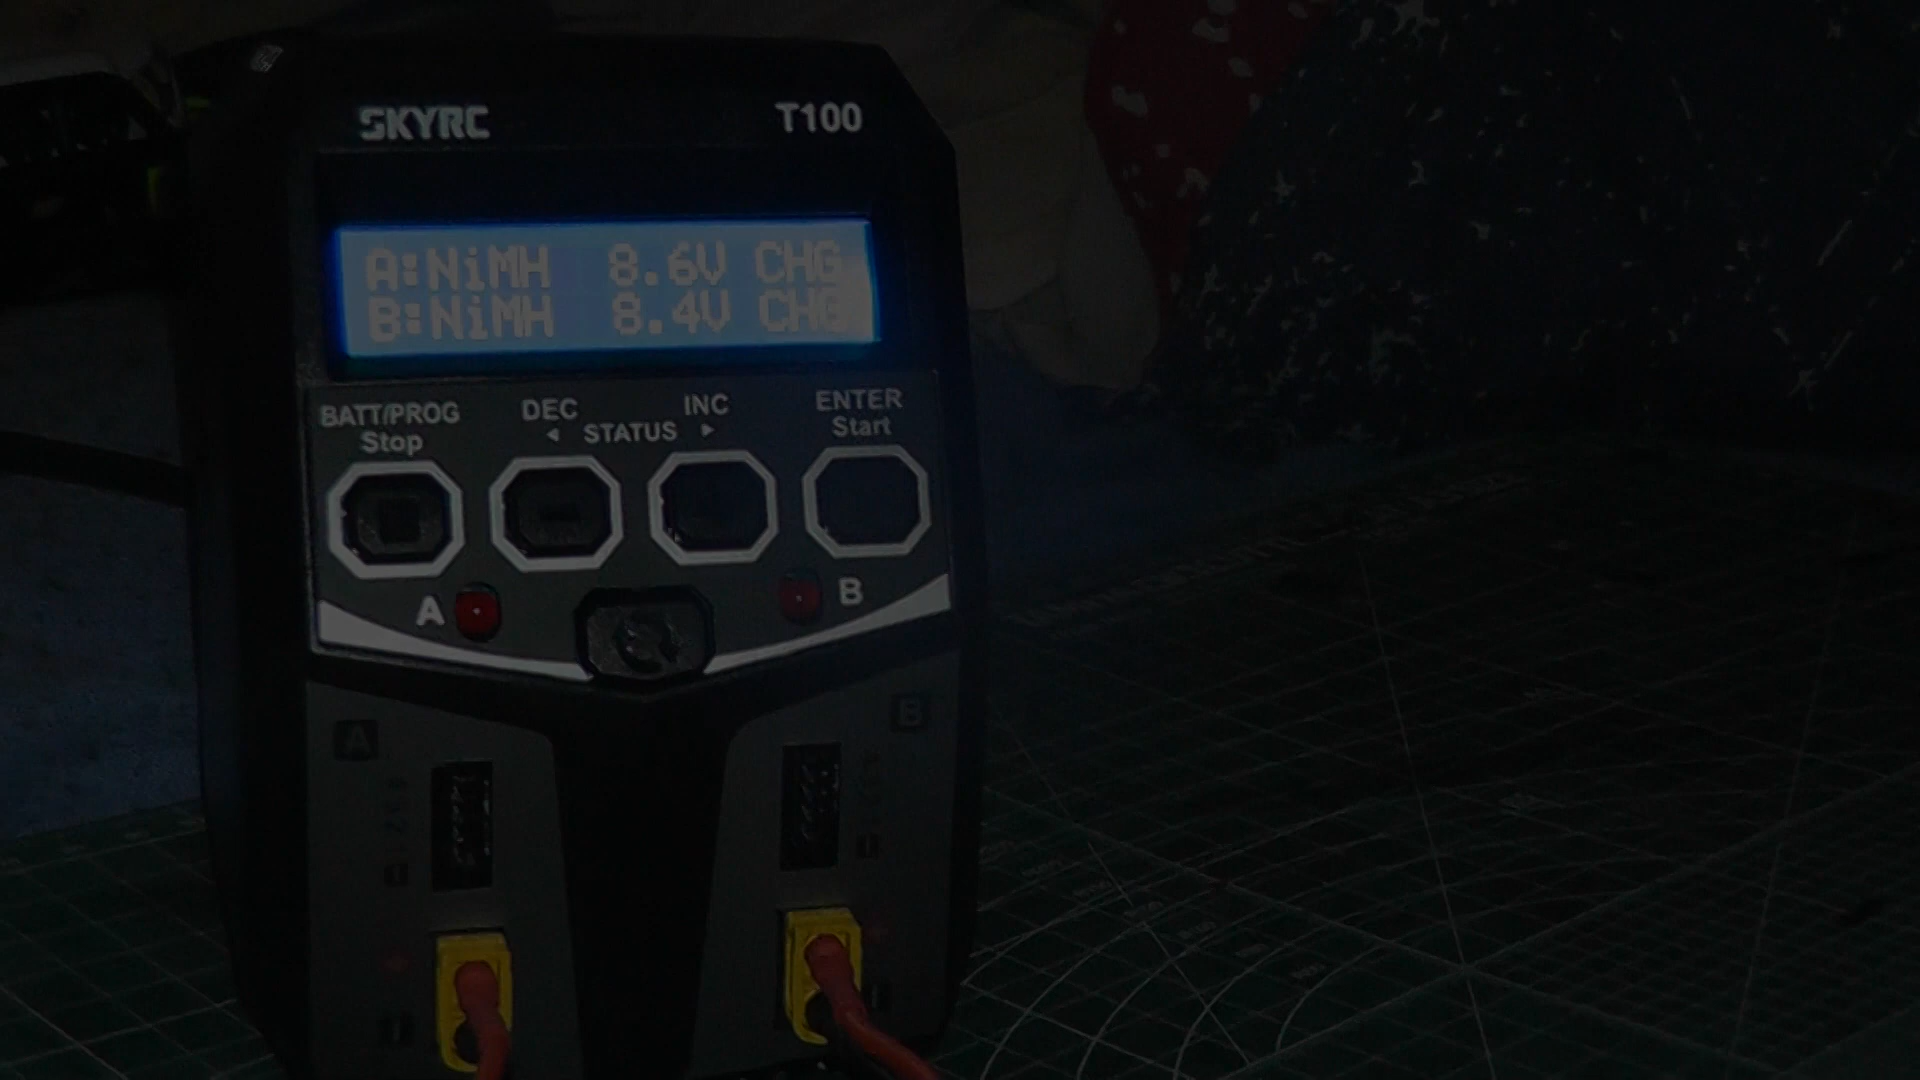 SKYRC T100
A:NiMH 8.6V CHG
B:NiMH 8.4V CHG
BATT/PROG DEC INC ENTER
Stop ◄ STATUS ► Start
A B
A B